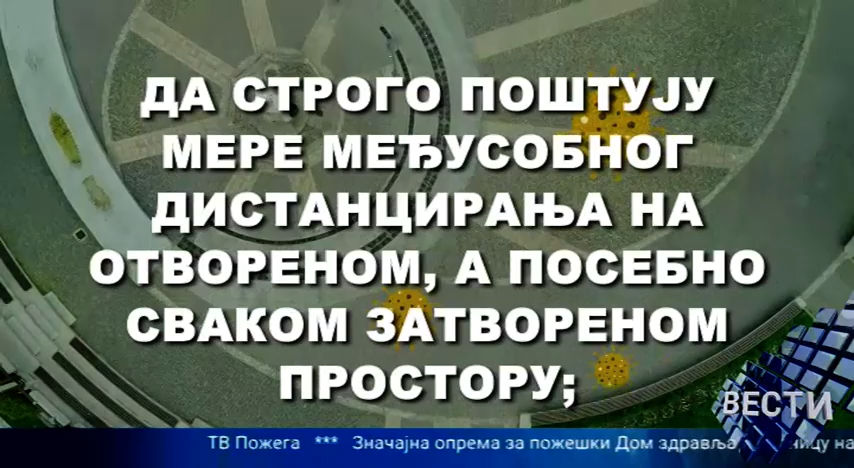 ДА СТРОГО ПОШТУЈУ
МЕРЕ МЕЂУСОБНОГ
ДИСТАНЦИРАЊА НА
ОТВОРЕНОМ, А ПОСЕБНО
СВАКОМ ЗАТВОРЕНОМ
ПРОСТОРУ;
ВЕСТИ
ТВ Пожега *** Значајна опрема за пожешки Дом здравља на